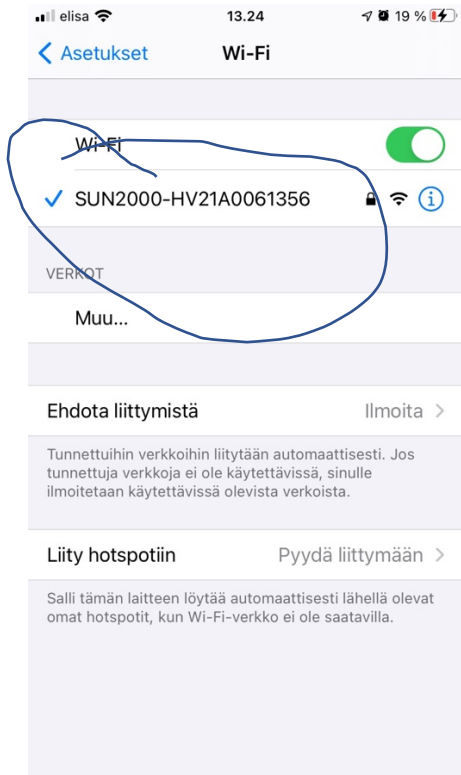 elisa 13.24 19 %
Asetukset Wi-Fi
Wi-Fi
SUN2000-HV21A0061356
VERKOT
Muu...
Ehdota liittymistä Ilmoita
Tunnettuihin verkkoihin liitytään automaattisesti. Jos
tunnettuja verkkoja ei ole käytettävissä, sinulle
ilmoitetaan käytettävissä olevista verkoista.
Liity hotspotiin Pyydä liittymään
Salli tämän laitteen löytää automaattisesti lähellä olevat
omat hotspotit, kun Wi-Fi-verkko ei ole saatavilla.